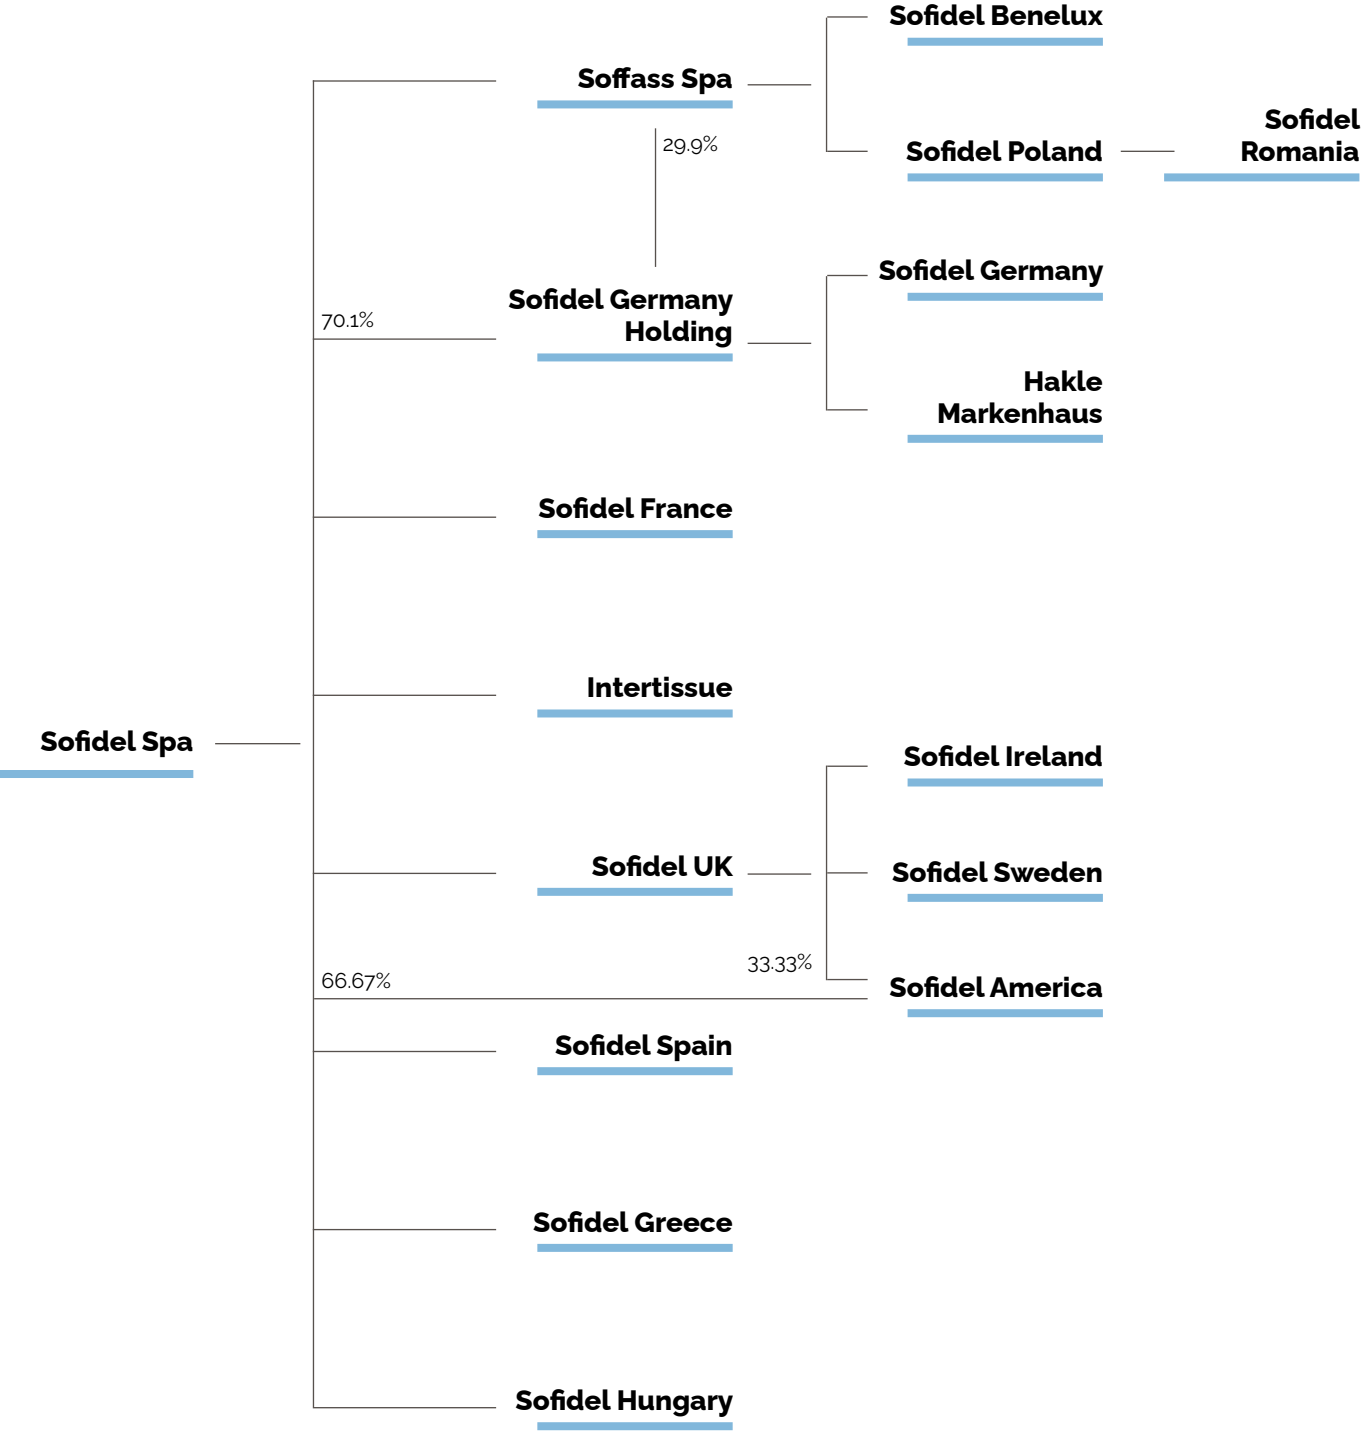 Sofidel Benelux
Soffass Spa
Sofidel
Romania
29.9%
Sofidel Poland
Sofidel Germany
Sofidel Germany
Holding
70.1%
Hakle
Markenhaus
Sofidel France
Intertissue
Sofidel Spa
Sofidel Ireland
Sofidel UK
Sofidel Sweden
33.33%
66.67%
Sofidel America
Sofidel Spain
Sofidel Greece
Sofidel Hungary